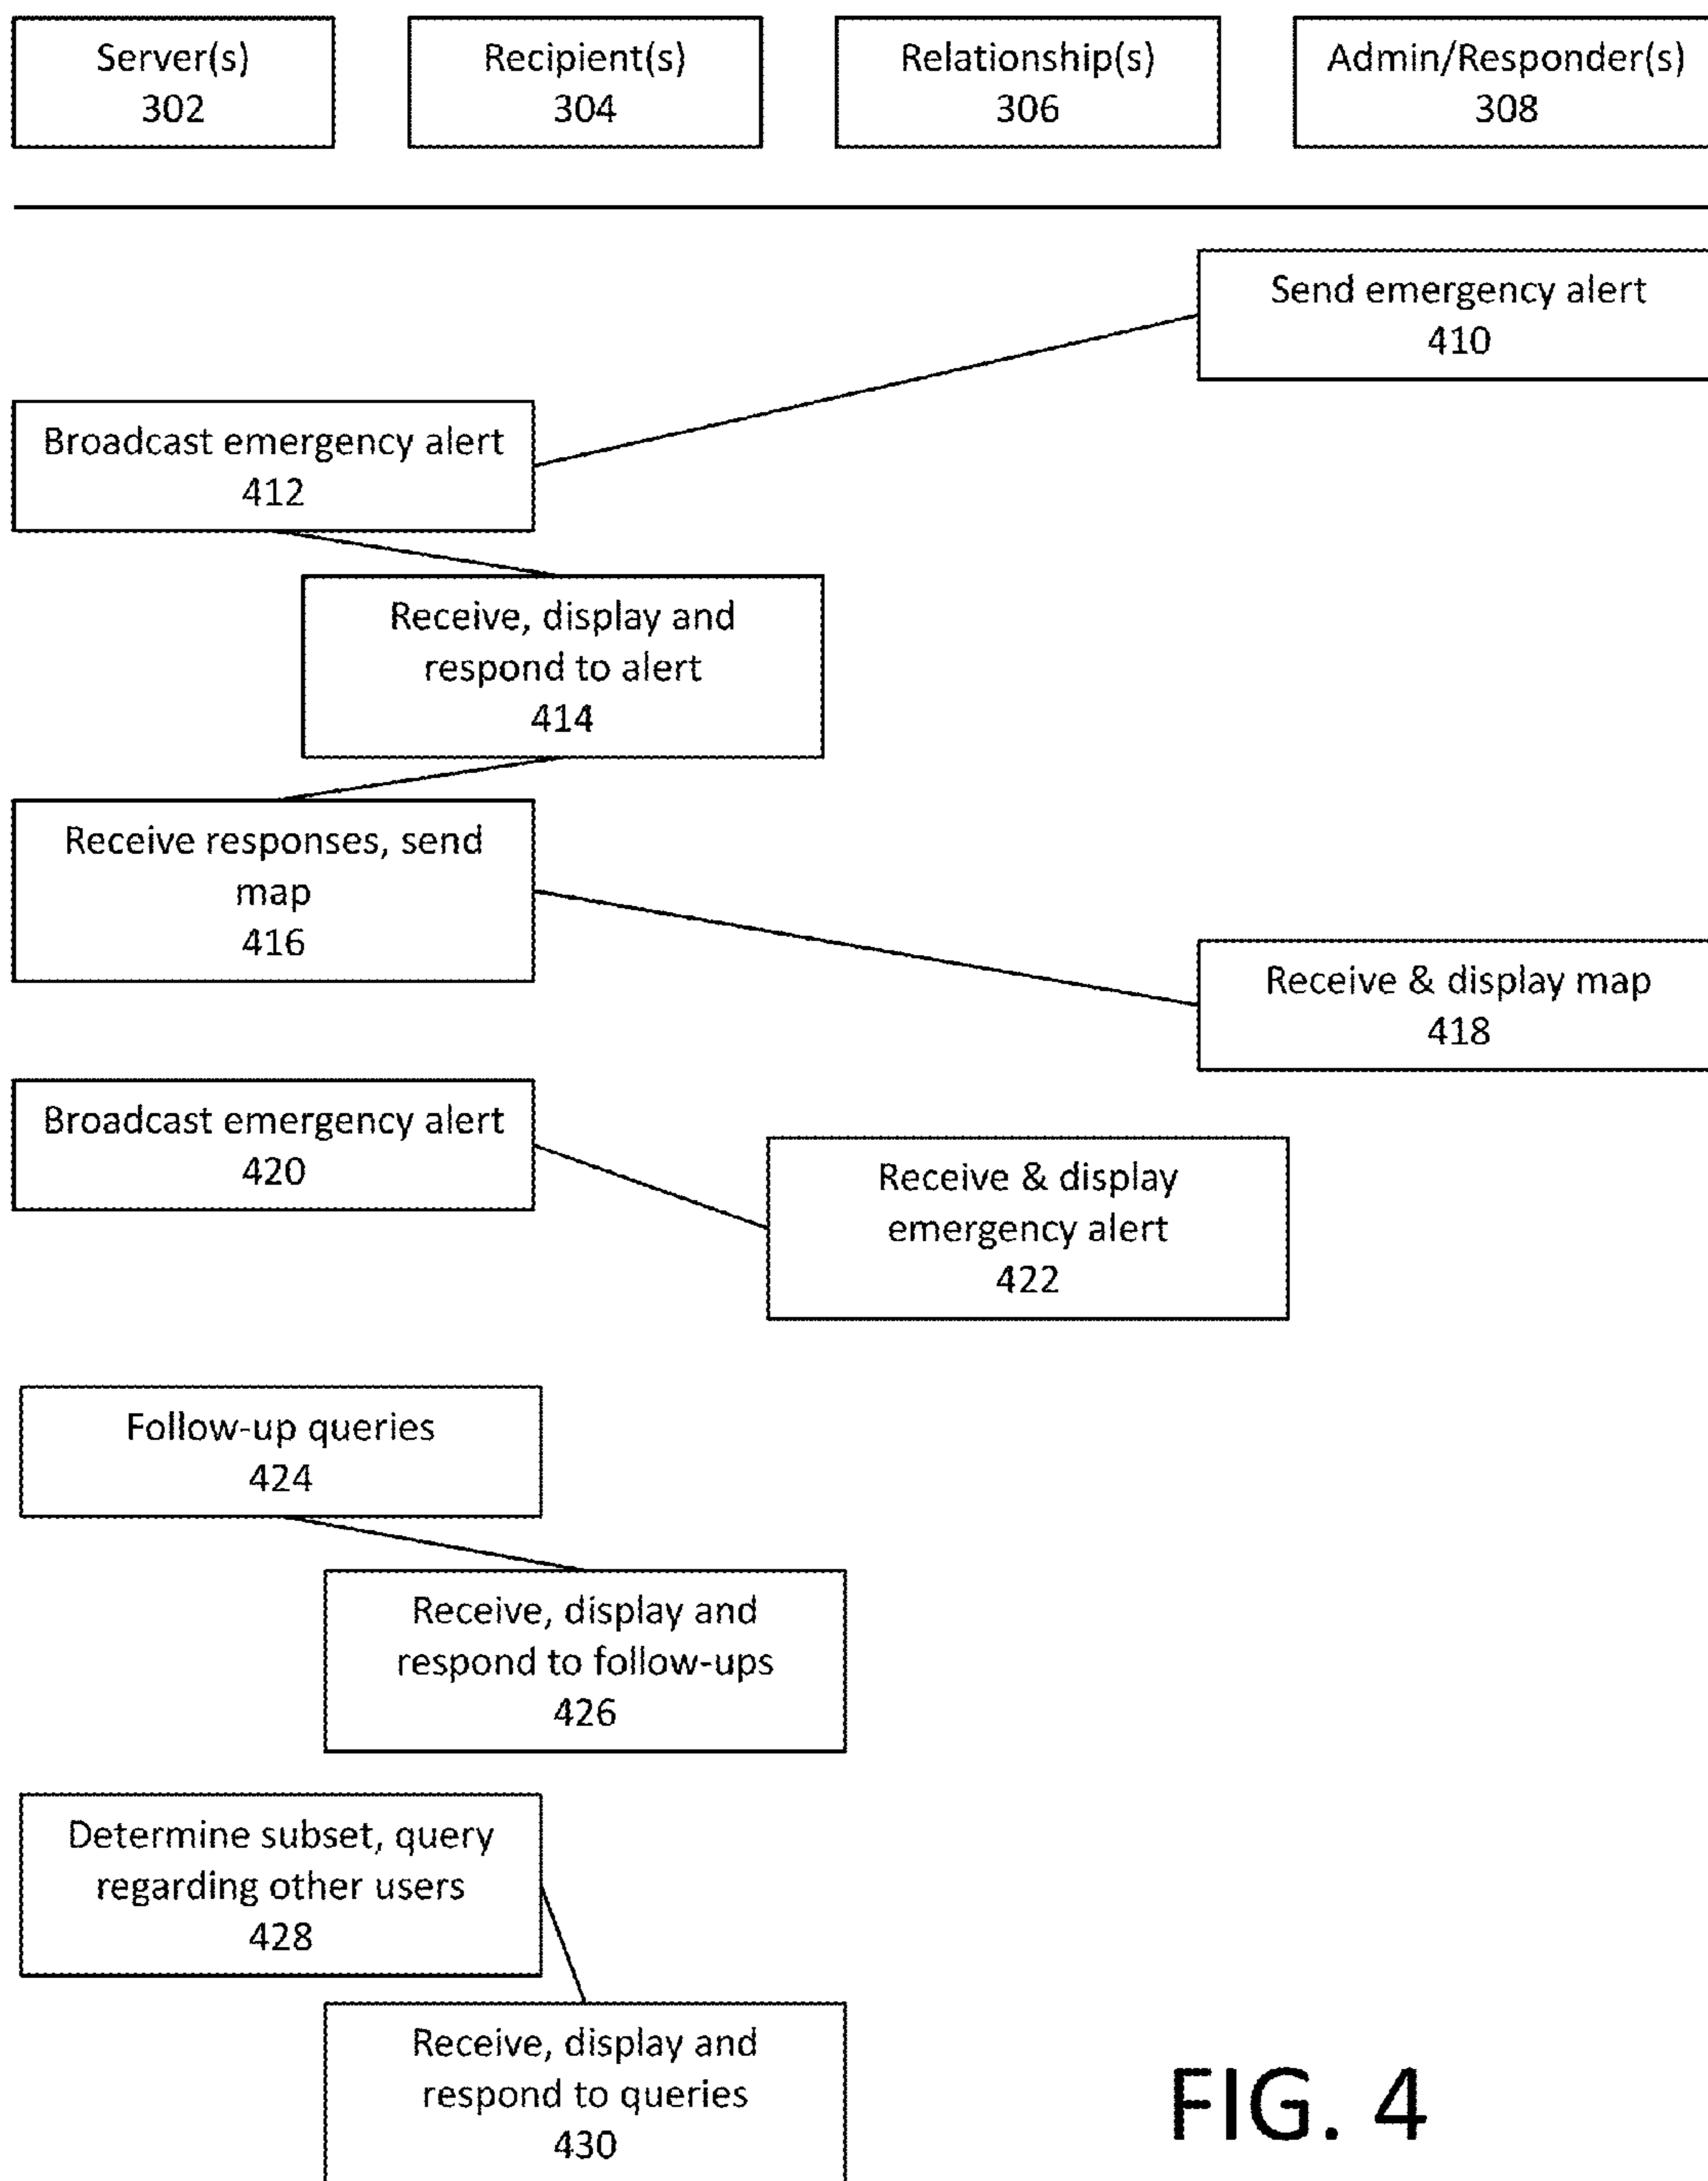 Server(s)
302
Recipient(s)
304
Relationship(s)
306
Admin/Responder(s)
308
Send emergency alert
410
Broadcast emergency alert
412
Receive, display and
respond to alert
414
Receive responses, send
map
416
Receive & display map
418
Broadcast emergency alert
420
Receive & display
emergency alert
422
Follow-up queries
424
Receive, display and
respond to follow-ups
426
Determine subset, query
regarding other users
428
Receive, display and
respond to queries
430
FIG. 4